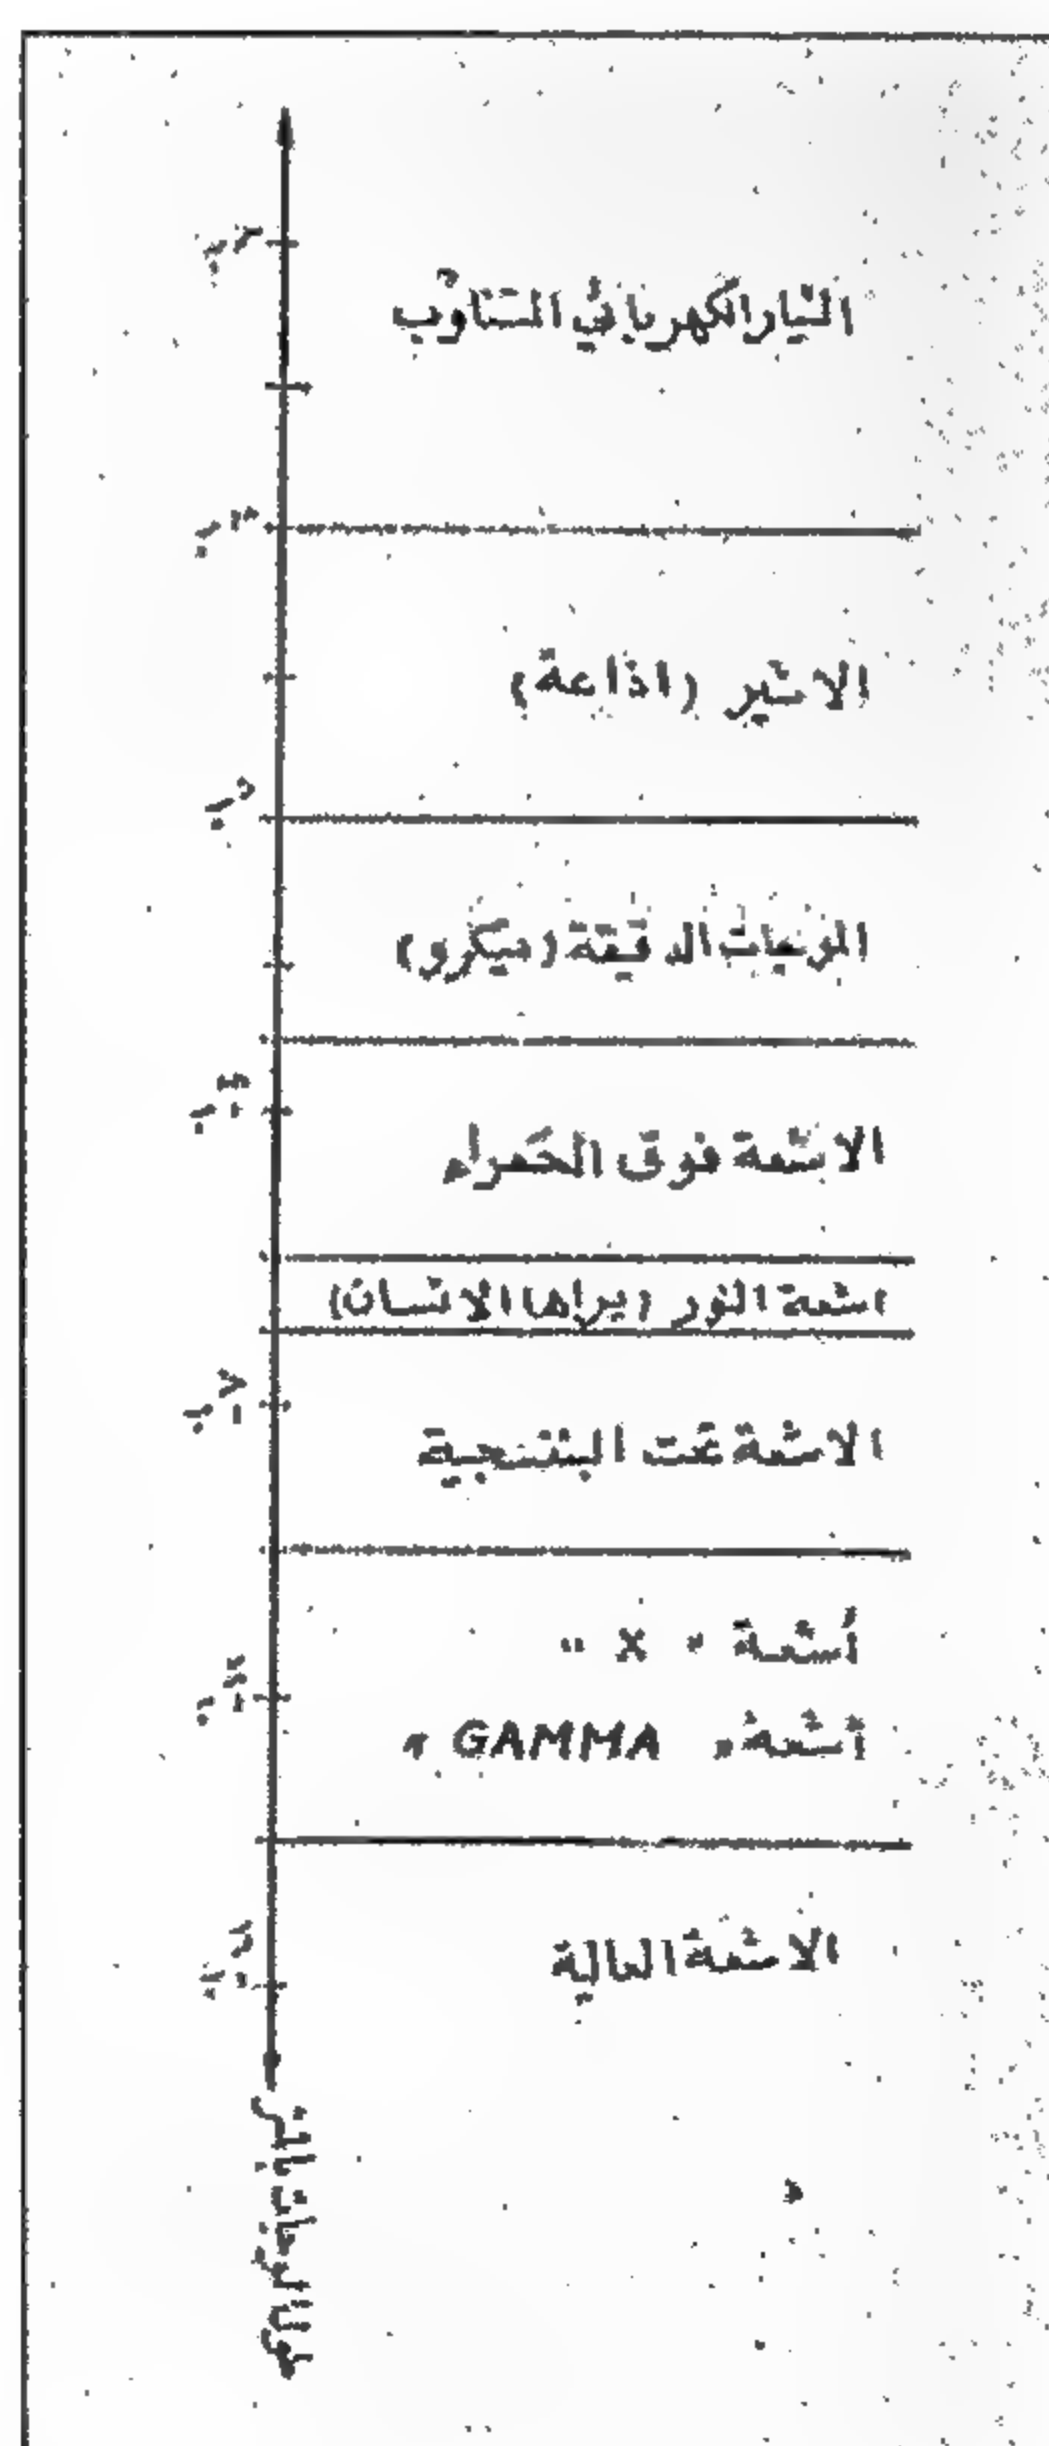 التيار الكهربائي المتناوب
الاثير (اذاعة)
الموجات الدقيقة (ميكرو)
الاشعة فوق الحمراء
اشعة النور (يراها الانسان)
الاشعة تحت البنفسجية
أشعة " X "
أشعة " GAMMA "
الاشعة العالية
طول الموجات بالمتر